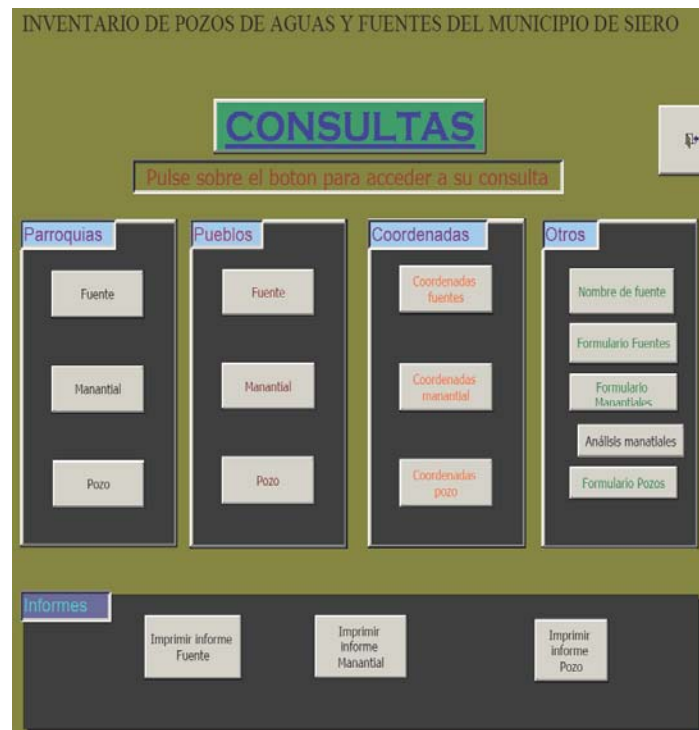 INVENTARIO DE POZOS DE AGUAS Y FUENTES DEL MUNICIPIO DE SIERO
CONSULTAS
Pulse sobre el boton para acceder a su consulta
Parroquias
Fuente
Manantial
Pozo
Pueblos
Fuente
Manantial
Pozo
Coordenadas
Coordenadas
fuentes
Coordenadas
manantial
Coordenadas
pozo
Otros
Nombre de fuente
Formulario Fuentes
Formulario
Manantiales
Análisis manatiales
Formulario Pozos
Informes
Imprimir informe
Fuente
Imprimir
informe
Manantial
Imprimir
informe
Pozo